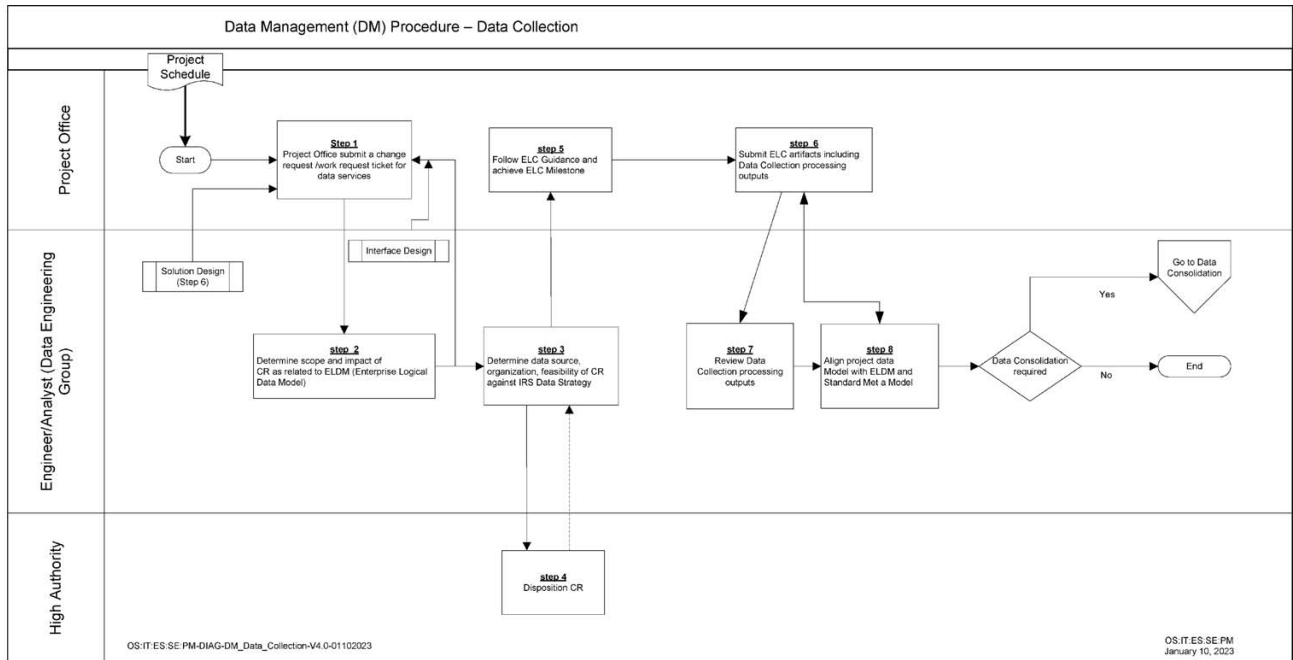 Data Management (DM) Procedure – Data Collection
Project
Schedule
Project Office
Start
Step 1
Project Office submit a change
request /work request ticket for
data services
step 5
Follow ELC Guidance and
achieve ELC Milestone
step 6
Submit ELC artifacts including
Data Collection processing
outputs
Engineer/Analyst (Data Engineering
Group)
Solution Design
(Step 6)
Interface Design
Go to Data
Consolidation
step 2
Determine scope and impact of
CR as related to ELDM (Enterprise Logical
Data Model)
step 3
Determine data source,
organization, feasibility of CR
against IRS Data Strategy
step 7
Review Data
Collection processing
outputs
step 8
Align project data
Model with ELDM and
Standard Met a Model
Data Consolidation
required
Yes
No
End
High Authority
step 4
Disposition CR
OS:IT:ES:SE:PM-DIAG-DM_Data_Collection-V4.0-01102023
OS:IT:ES:SE:PM
January 10, 2023